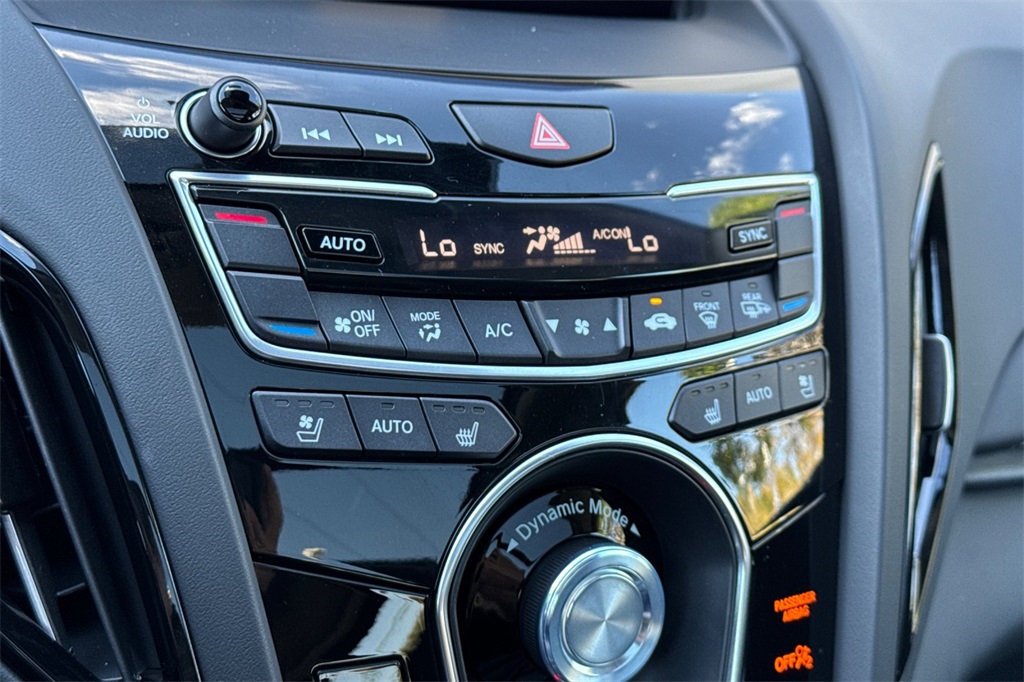 VOL
AUDIO
AUTO
Lo
SYNC
A/CON
Lo
SYNC
ON/
OFF
MODE
A/C
FRONT
REAR
AUTO
AUTO
Dynamic Mode
PASSENGER
AIRBAG
OFF